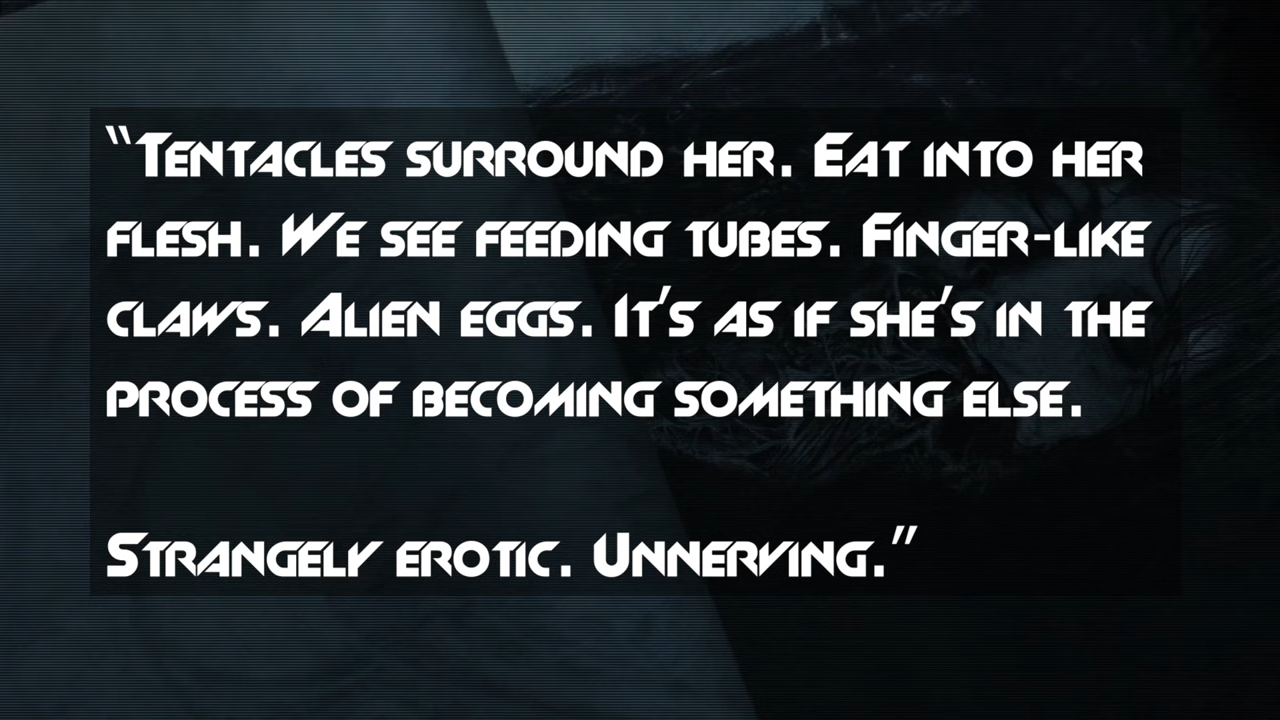 “Tentacles surround her. Eat into her
flesh. We see feeding tubes. Finger-like
claws. Alien eggs. It's as if she's in the
process of becoming something else.
Strangely erotic. Unnerving.”